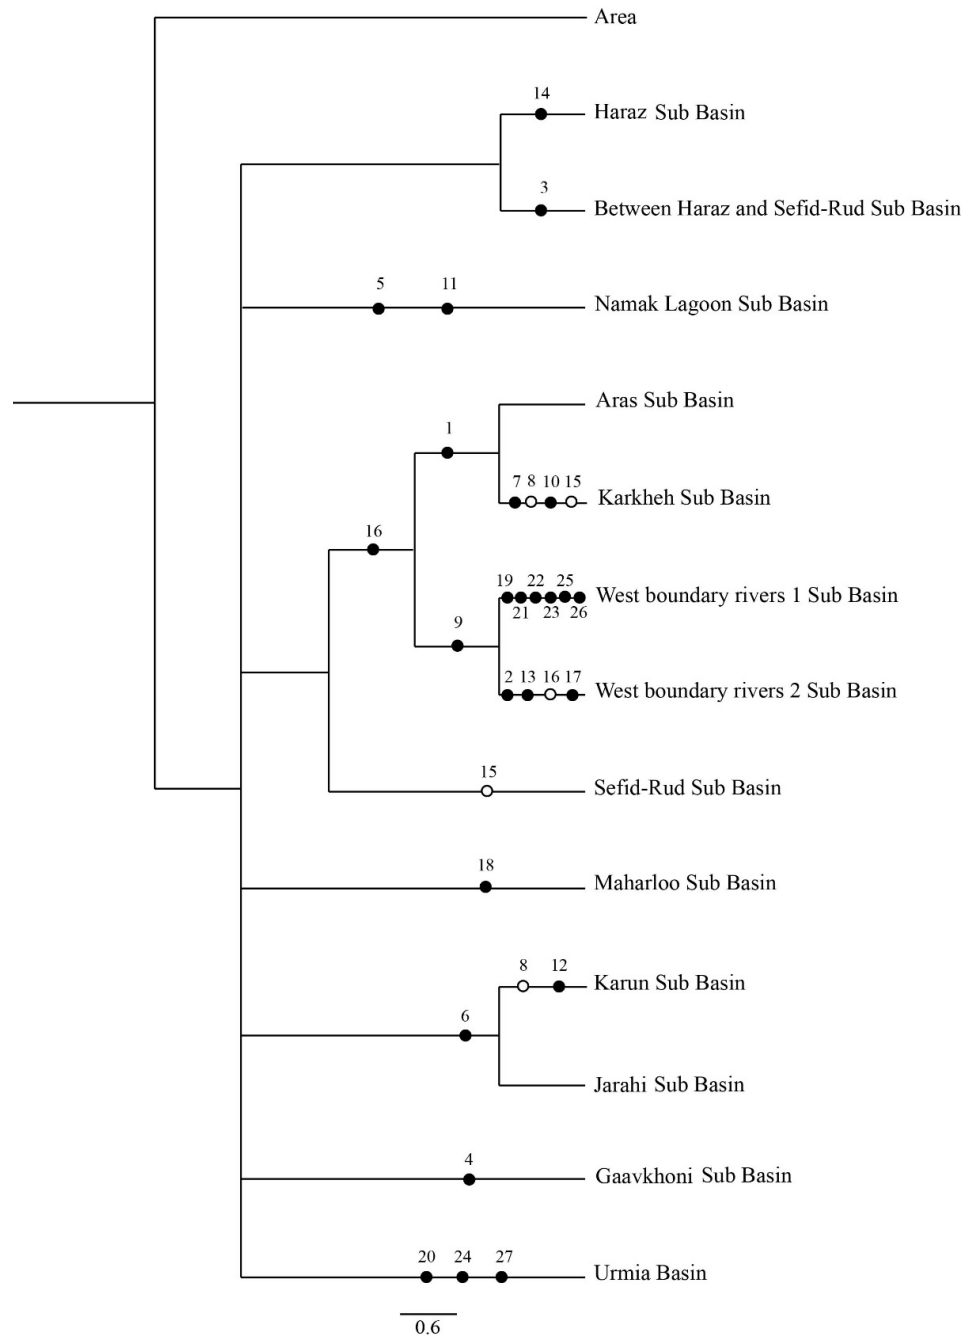 Area
14
Haraz Sub Basin
3
Between Haraz and Sefid-Rud Sub Basin
5 11
Namak Lagoon Sub Basin
Aras Sub Basin
1
7 8 10 15
Karkheh Sub Basin
16
19 22 25
West boundary rivers 1 Sub Basin
21 23 26
9
2 13 16 17
West boundary rivers 2 Sub Basin
15
Sefid-Rud Sub Basin
18
Maharloo Sub Basin
8 12
Karun Sub Basin
6
Jarahi Sub Basin
4
Gaavkhoni Sub Basin
20 24 27
Urmia Basin
0.6